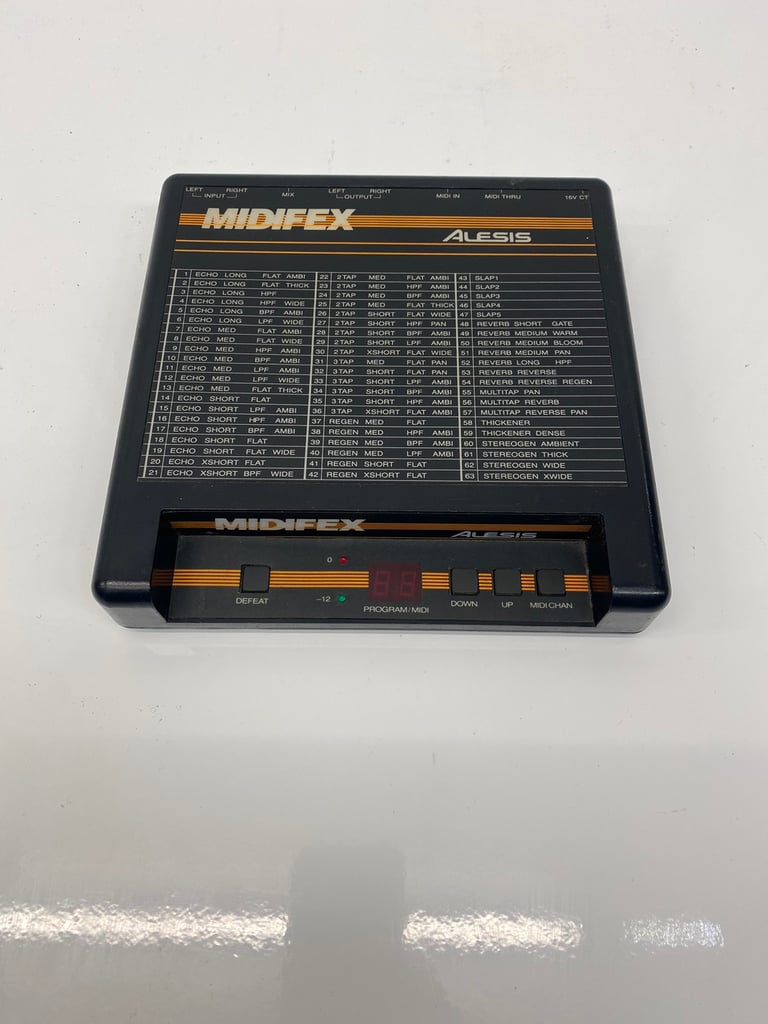 LEFT RIGHT MIX LEFT RIGHT MIDI IN MIDI THRU 16V CT
INPUT OUTPUT
MIDIFEX
ALESIS
1 ECHO LONG FLAT AMBI
2 ECHO LONG FLAT THICK
3 ECHO LONG HPF
4 ECHO LONG HPF WIDE
5 ECHO LONG BPF AMBI
6 ECHO LONG LPF WIDE
7 ECHO MED FLAT AMBI
8 ECHO MED FLAT WIDE
9 ECHO MED HPF AMBI
10 ECHO MED BPF AMBI
11 ECHO MED LPF AMBI
12 ECHO MED LPF WIDE
13 ECHO MED FLAT THICK
14 ECHO SHORT FLAT
15 ECHO SHORT LPF AMBI
16 ECHO SHORT HPF AMBI
17 ECHO SHORT BPF AMBI
18 ECHO SHORT FLAT
19 ECHO SHORT FLAT WIDE
20 ECHO XSHORT FLAT
21 ECHO XSHORT BPF WIDE
22 2TAP MED FLAT AMBI
23 2TAP MED HPF AMBI
24 2TAP MED BPF AMBI
25 2TAP MED FLAT THICK
26 2TAP SHORT FLAT WIDE
27 2TAP SHORT HPF PAN
28 2TAP SHORT BPF AMBI
29 2TAP SHORT LPF AMBI
30 2TAP XSHORT FLAT WIDE
31 3TAP MED FLAT PAN
32 3TAP SHORT FLAT PAN
33 3TAP SHORT LPF AMBI
34 3TAP SHORT BPF AMBI
35 3TAP SHORT HPF AMBI
36 3TAP XSHORT FLAT AMBI
37 REGEN MED FLAT
38 REGEN MED HPF AMBI
39 REGEN MED BPF AMBI
40 REGEN MED LPF AMBI
41 REGEN SHORT FLAT
42 REGEN XSHORT FLAT
43 SLAP1
44 SLAP2
45 SLAP3
46 SLAP4
47 SLAP5
48 REVERB SHORT GATE
49 REVERB MEDIUM WARM
50 REVERB MEDIUM BLOOM
51 REVERB MEDIUM PAN
52 REVERB LONG HPF
53 REVERB REVERSE
54 REVERB REVERSE REGEN
55 MULTITAP PAN
56 MULTITAP REVERB
57 MULTITAP REVERSE PAN
58 THICKENER
59 THICKENER DENSE
60 STEREOGEN AMBIENT
61 STEREOGEN THICK
62 STEREOGEN WIDE
63 STEREOGEN XWIDE
MIDIFEX
ALESIS
0
-12
DEFEAT
PROGRAM/MIDI
DOWN UP MIDI CHAN